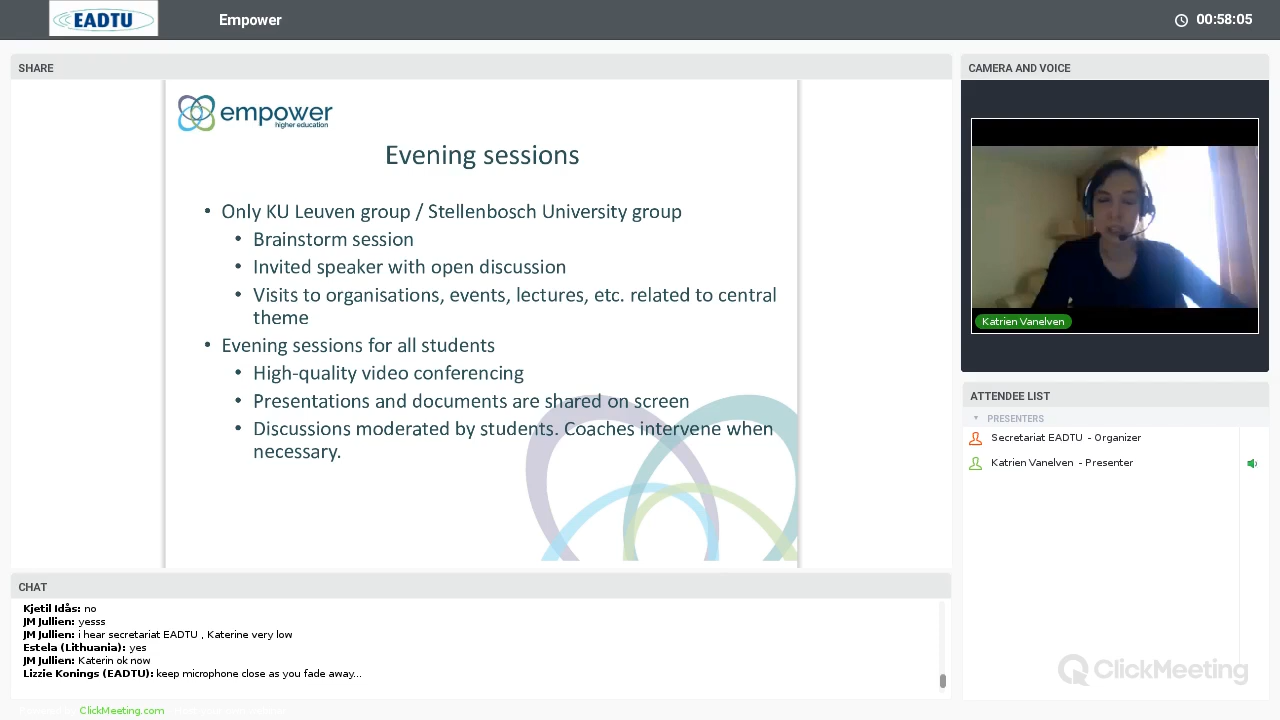 EADTU
Empower
00:58:05
SHARE
empower
higher education
Evening sessions
• Only KU Leuven group / Stellenbosch University group
• Brainstorm session
• Invited speaker with open discussion
• Visits to organisations, events, lectures, etc. related to central
theme
• Evening sessions for all students
• High-quality video conferencing
• Presentations and documents are shared on screen
• Discussions moderated by students. Coaches intervene when
necessary.
CAMERA AND VOICE
Katrien Vanelven
ATTENDEE LIST
PRESENTERS
Secretariat EADTU - Organizer
Katrien Vanelven - Presenter
CHAT
Kjetil Idås: no
JM Jullien: yesss
JM Jullien: i hear secretariat EADTU , Katerine very low
Estela (Lithuania): yes
JM Jullien: Katerin ok now
Lizzie Konings (EADTU): keep microphone close as you fade away...
ClickMeeting
ClickMeeting.com